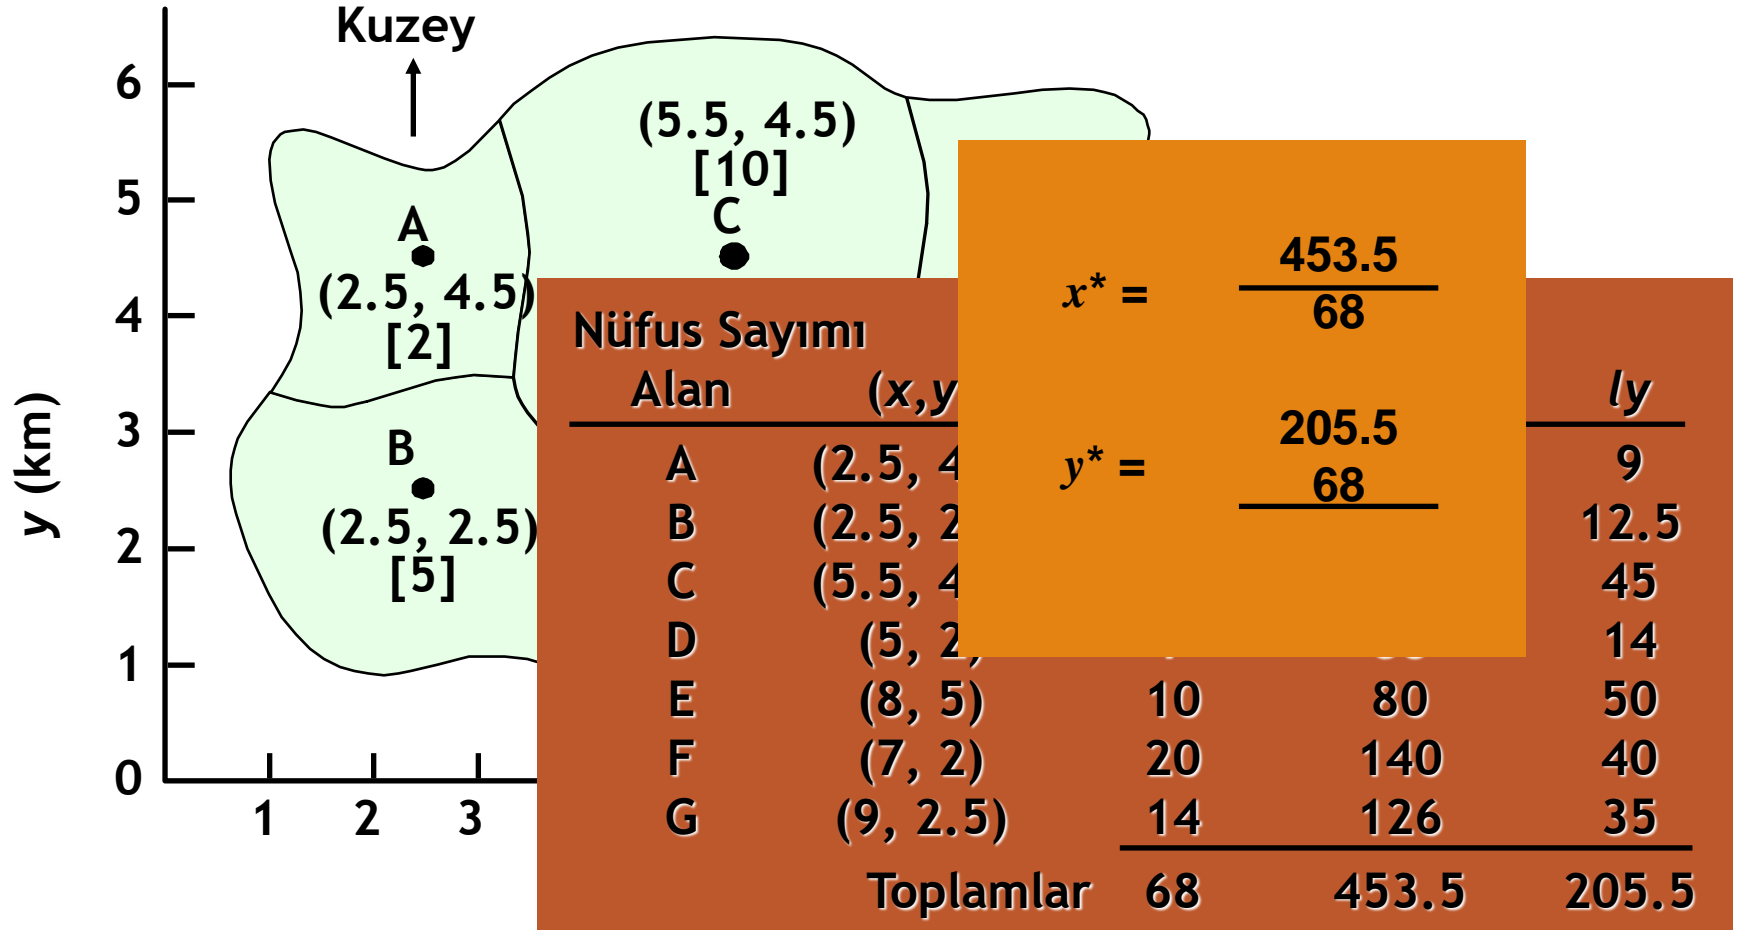 Kuzey
6
5
4
3
2
1
0
y (km)
1 2 3
(5.5, 4.5)
[10]
C
A
(2.5, 4.5)
[2]
B
(2.5, 2.5)
[5]
x* = 453.5
68
y* = 205.5
68
Nüfus Sayımı
Alan (x,y ly
A (2.5, 4 9
B (2.5, 2 12.5
C (5.5, 4 45
D (5, 2) 14
E (8, 5) 10 80 50
F (7, 2) 20 140 40
G (9, 2.5) 14 126 35
Toplamlar 68 453.5 205.5